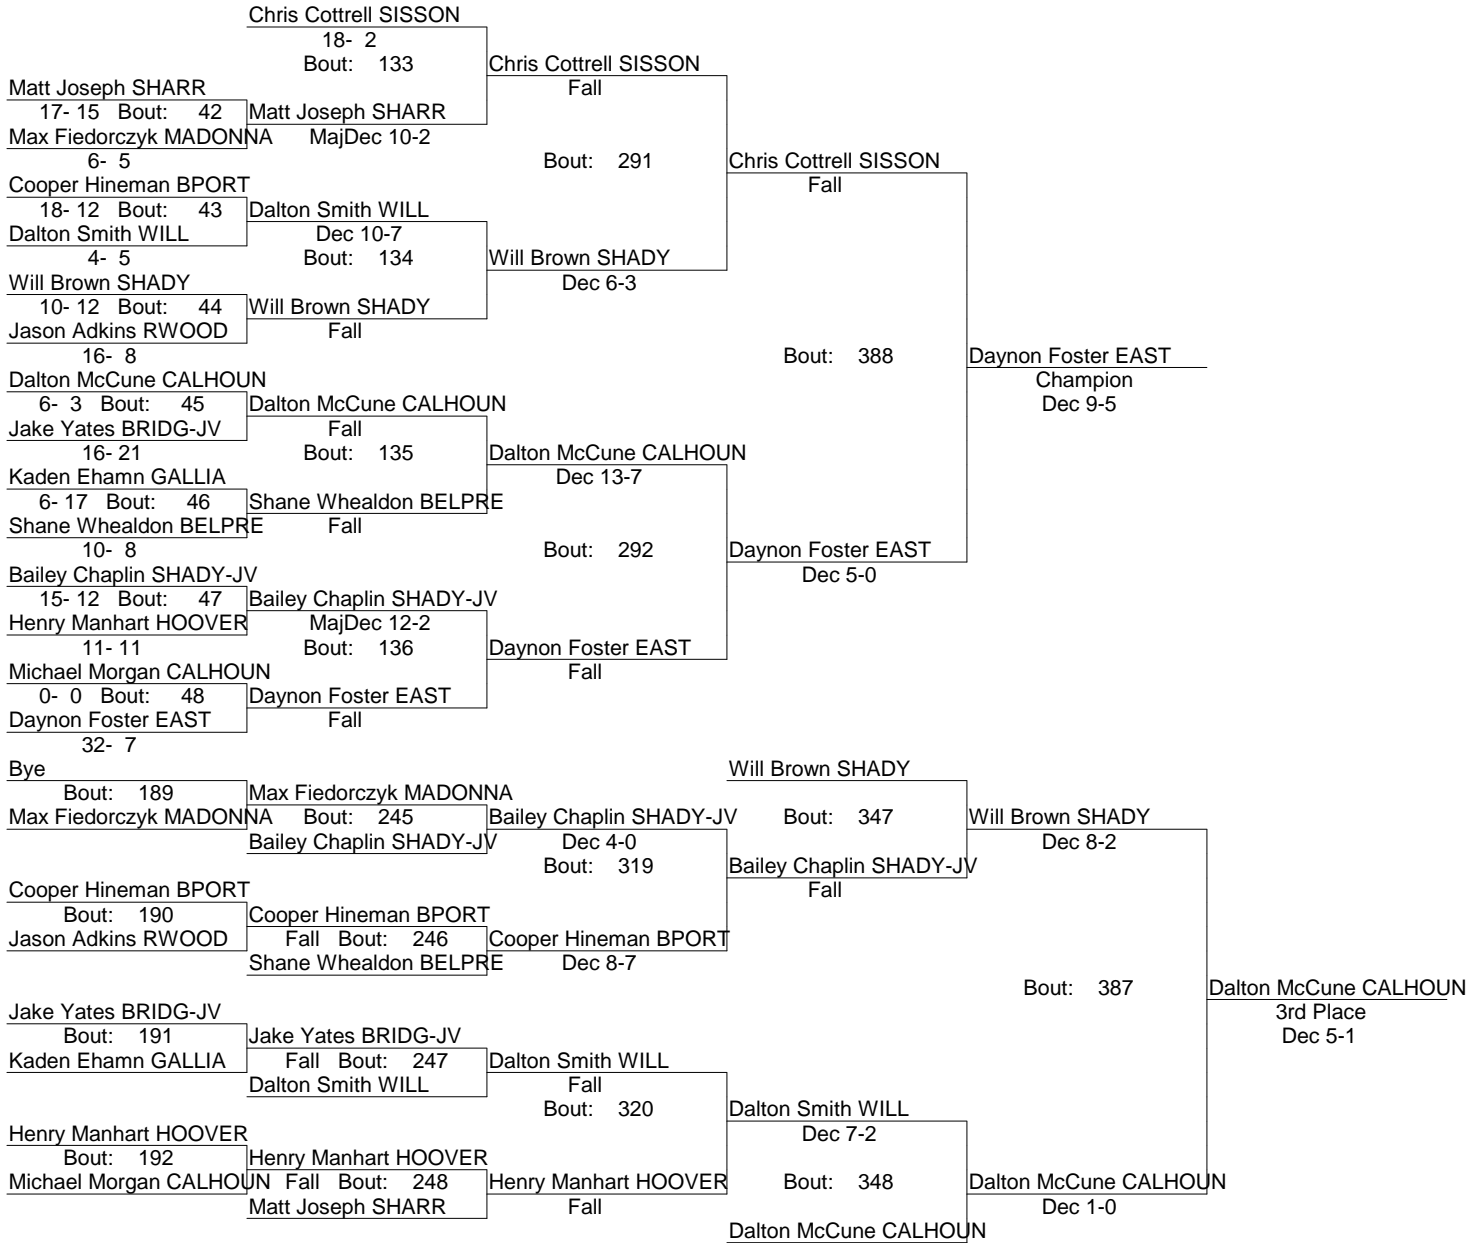 Chris Cottrell SISSON
18- 2
Bout: 133
Chris Cottrell SISSON
Fall
Matt Joseph SHARR
17- 15 Bout: 42
Matt Joseph SHARR
Max Fiedorczyk MADONNA
MajDec 10-2
6- 5
Bout: 291
Chris Cottrell SISSON
Fall
Cooper Hineman BPORT
18- 12 Bout: 43
Dalton Smith WILL
Dalton Smith WILL
Dec 10-7
4- 5
Bout: 134
Will Brown SHADY
Dec 6-3
Will Brown SHADY
10- 12 Bout: 44
Will Brown SHADY
Jason Adkins RWOOD
Fall
16- 8
Bout: 388
Daynon Foster EAST
Champion
Dec 9-5
Dalton McCune CALHOUN
6- 3 Bout: 45
Dalton McCune CALHOUN
Jake Yates BRIDG-JV
Fall
16- 21
Bout: 135
Dalton McCune CALHOUN
Dec 13-7
Kaden Ehamn GALLIA
6- 17 Bout: 46
Shane Whealdon BELPRE
Shane Whealdon BELPRE
Fall
10- 8
Bout: 292
Daynon Foster EAST
Dec 5-0
Bailey Chaplin SHADY-JV
15- 12 Bout: 47
Bailey Chaplin SHADY-JV
Henry Manhart HOOVER
MajDec 12-2
11- 11
Bout: 136
Daynon Foster EAST
Fall
Michael Morgan CALHOUN
0- 0 Bout: 48
Daynon Foster EAST
Daynon Foster EAST
Fall
32- 7
Bye
Will Brown SHADY
Bout: 189
Max Fiedorczyk MADONNA
Max Fiedorczyk MADONNA
Bout: 245
Bailey Chaplin SHADY-JV
Bout: 347
Will Brown SHADY
Bailey Chaplin SHADY-JV
Dec 4-0
Dec 8-2
Bout: 319
Bailey Chaplin SHADY-JV
Fall
Cooper Hineman BPORT
Bout: 190
Cooper Hineman BPORT
Jason Adkins RWOOD
Fall Bout: 246
Cooper Hineman BPORT
Shane Whealdon BELPRE
Dec 8-7
Bout: 387
Dalton McCune CALHOUN
3rd Place
Dec 5-1
Jake Yates BRIDG-JV
Bout: 191
Jake Yates BRIDG-JV
Kaden Ehamn GALLIA
Fall Bout: 247
Dalton Smith WILL
Dalton Smith WILL
Fall
Bout: 320
Dalton Smith WILL
Dec 7-2
Henry Manhart HOOVER
Bout: 192
Henry Manhart HOOVER
Michael Morgan CALHOUN
Fall Bout: 248
Henry Manhart HOOVER
Bout: 348
Dalton McCune CALHOUN
Matt Joseph SHARR
Fall
Dec 1-0
Dalton McCune CALHOUN